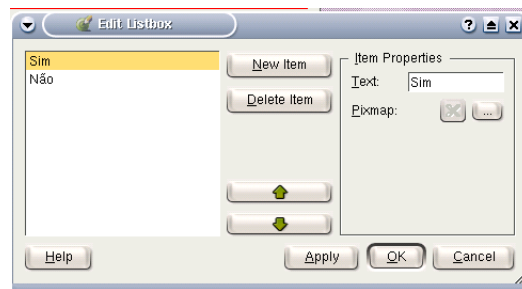 Edit Listbox
Sim
Não
New Item
Delete Item
Item Properties
Text: Sim
Pixmap: ...
Help
Apply
OK
Cancel